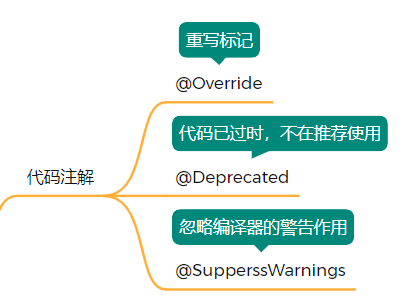 重写标记
@Override
代码已过时，不在推荐使用
代码注解
@Deprecated
忽略编译器的警告作用
@SupperssWarnings